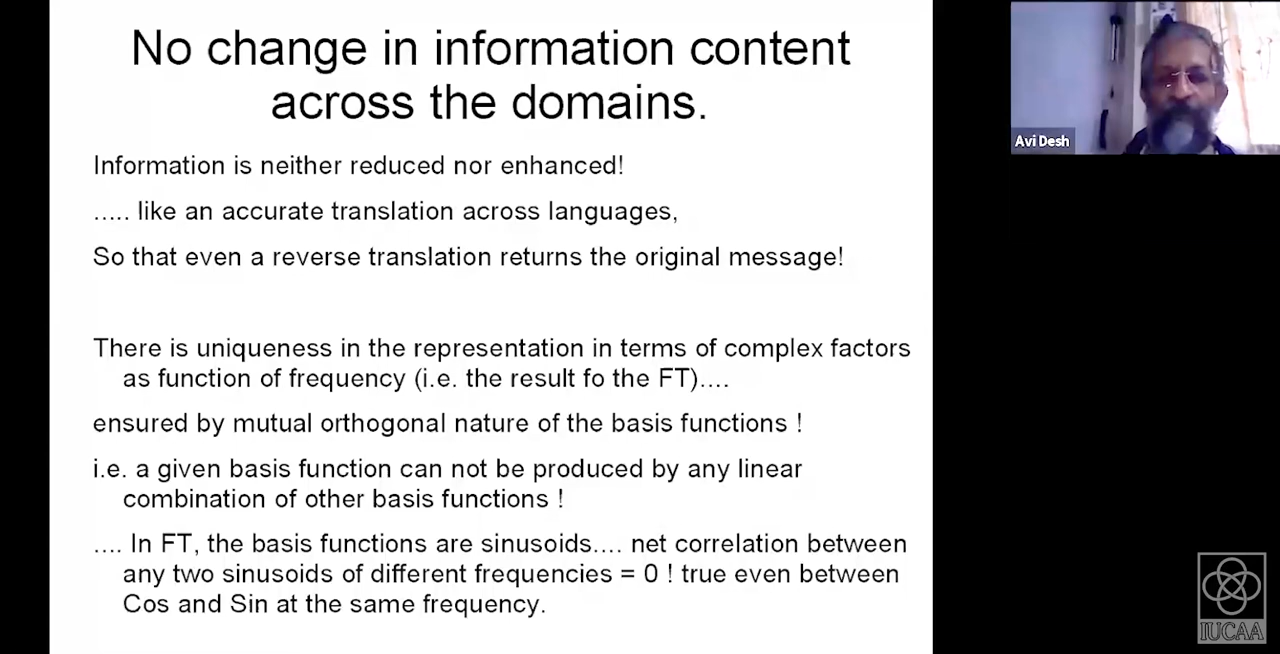 No change in information content
across the domains.
Information is neither reduced nor enhanced!
..... like an accurate translation across languages,
So that even a reverse translation returns the original message!
There is uniqueness in the representation in terms of complex factors
as function of frequency (i.e. the result fo the FT)....
ensured by mutual orthogonal nature of the basis functions !
i.e. a given basis function can not be produced by any linear
combination of other basis functions !
.... In FT, the basis functions are sinusoids.... net correlation between
any two sinusoids of different frequencies = 0 ! true even between
Cos and Sin at the same frequency.
Avi Desh
IUCAA